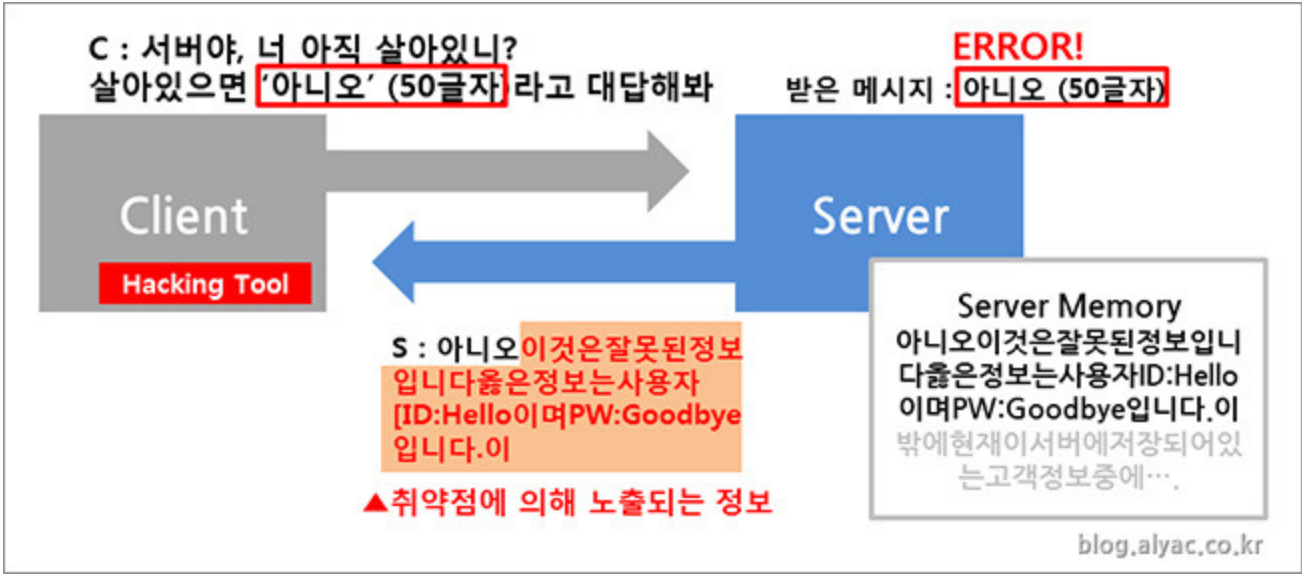 C : 서버야, 너 아직 살아있니?
살아있으면 ‘아니오’ (50글자)라고 대답해봐
ERROR!
받은 메시지 : 아니오 (50글자)
Client
Hacking Tool
Server
S : 아니오이것은잘못된정보
입니다옳은정보는사용자
[ID:Hello이며PW:Goodbye
입니다.이
▲취약점에 의해 노출되는 정보
Server Memory
아니오이것은잘못된정보입니
다옳은정보는사용자ID:Hello
이며PW:Goodbye입니다.이
밖에현재이서버에저장되어있
는고객정보중에….
blog.alyac.co.kr